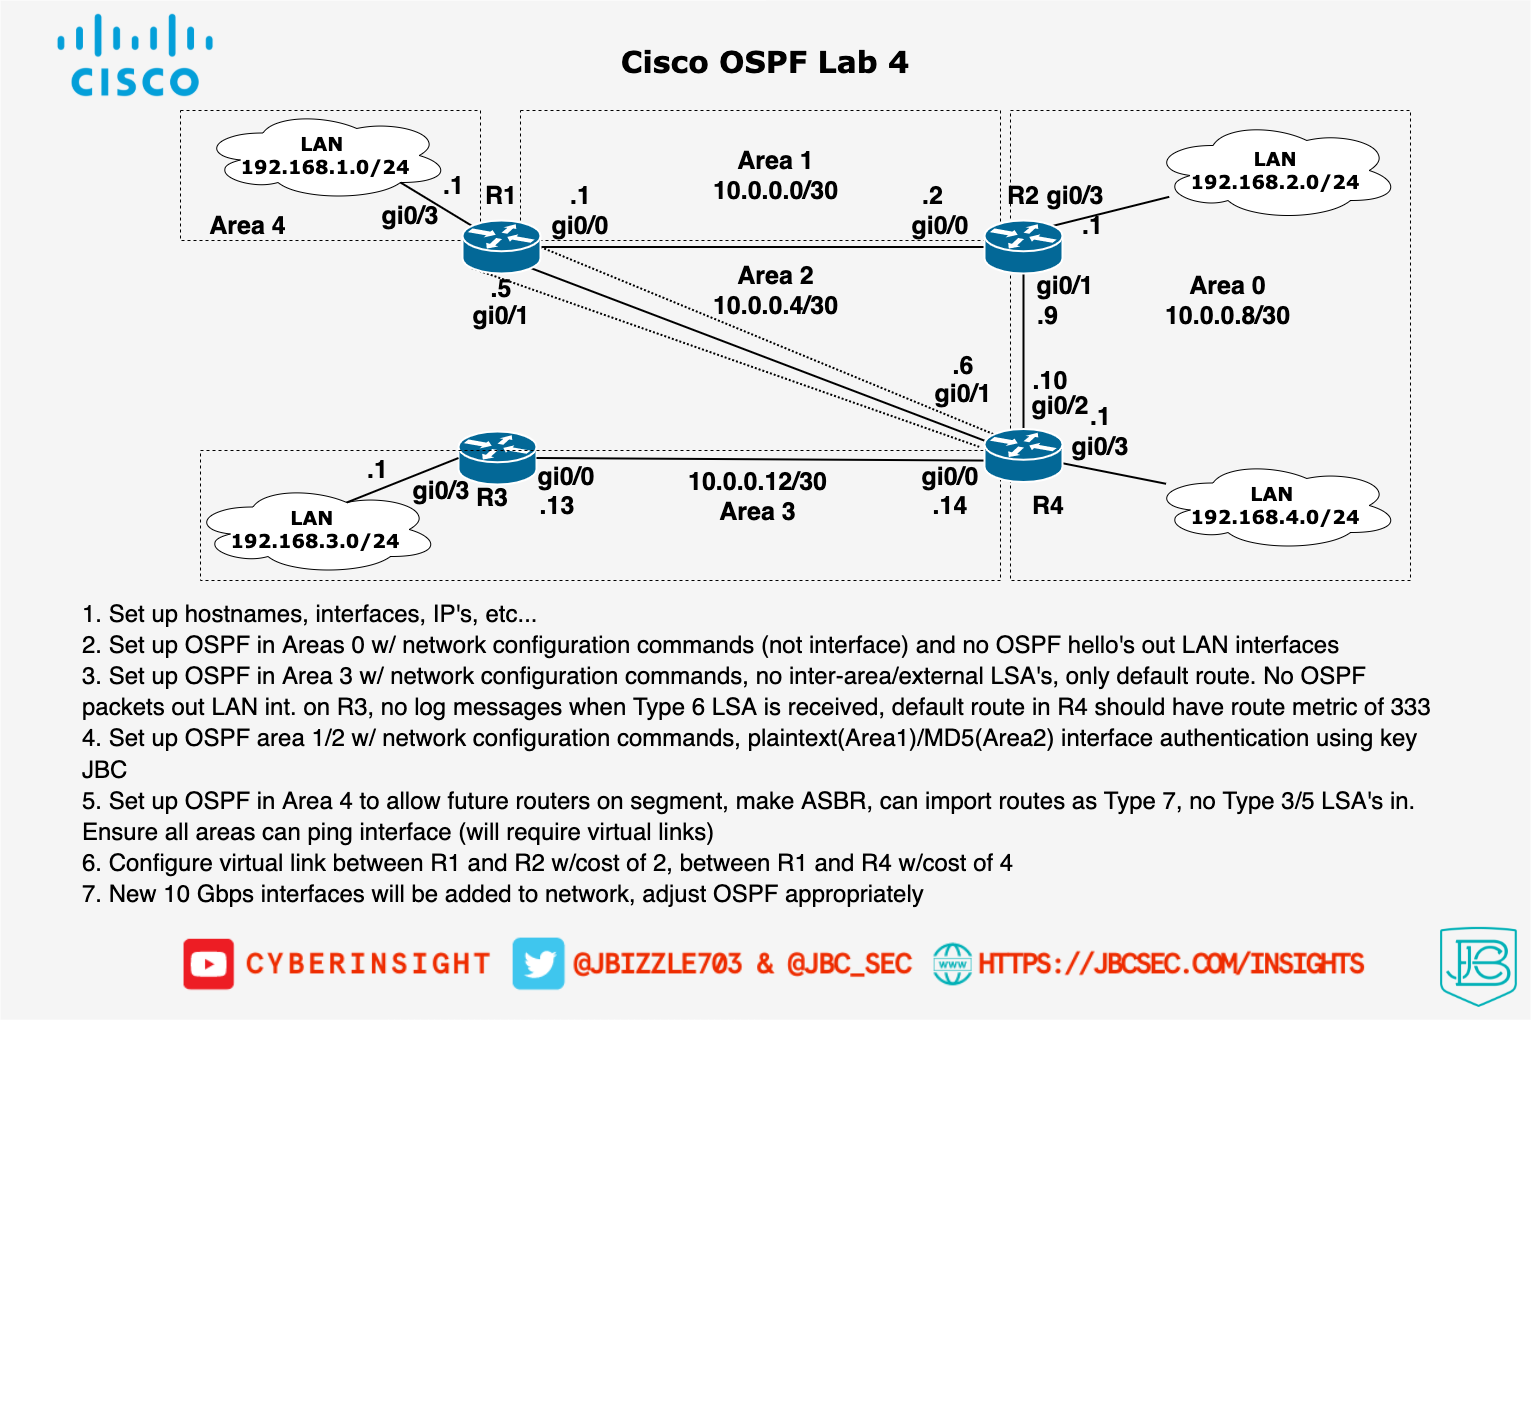 CISCO
Cisco OSPF Lab 4
LAN
192.168.1.0/24
.1
gi0/3
Area 4
R1
.1
gi0/0
Area 1
10.0.0.0/30
.2
gi0/0
R2 gi0/3
.1
LAN
192.168.2.0/24
.5
gi0/1
Area 2
10.0.0.4/30
gi0/1
.9
Area 0
10.0.0.8/30
.6
gi0/1
.10
gi0/2
.1
gi0/3
.1
gi0/3
R3
gi0/0
.13
10.0.0.12/30
Area 3
gi0/0
.14
R4
LAN
192.168.3.0/24
LAN
192.168.4.0/24
1. Set up hostnames, interfaces, IP's, etc...
2. Set up OSPF in Areas 0 w/ network configuration commands (not interface) and no OSPF hello's out LAN interfaces
3. Set up OSPF in Area 3 w/ network configuration commands, no inter-area/external LSA's, only default route. No OSPF
packets out LAN int. on R3, no log messages when Type 6 LSA is received, default route in R4 should have route metric of 333
4. Set up OSPF area 1/2 w/ network configuration commands, plaintext(Area1)/MD5(Area2) interface authentication using key
JBC
5. Set up OSPF in Area 4 to allow future routers on segment, make ASBR, can import routes as Type 7, no Type 3/5 LSA's in.
Ensure all areas can ping interface (will require virtual links)
6. Configure virtual link between R1 and R2 w/cost of 2, between R1 and R4 w/cost of 4
7. New 10 Gbps interfaces will be added to network, adjust OSPF appropriately
CYBERINSIGHT
@JBIZZLE703 & @JBC_SEC
WWW
HTTPS://JBCSEC.COM/INSIGHTS
JBC